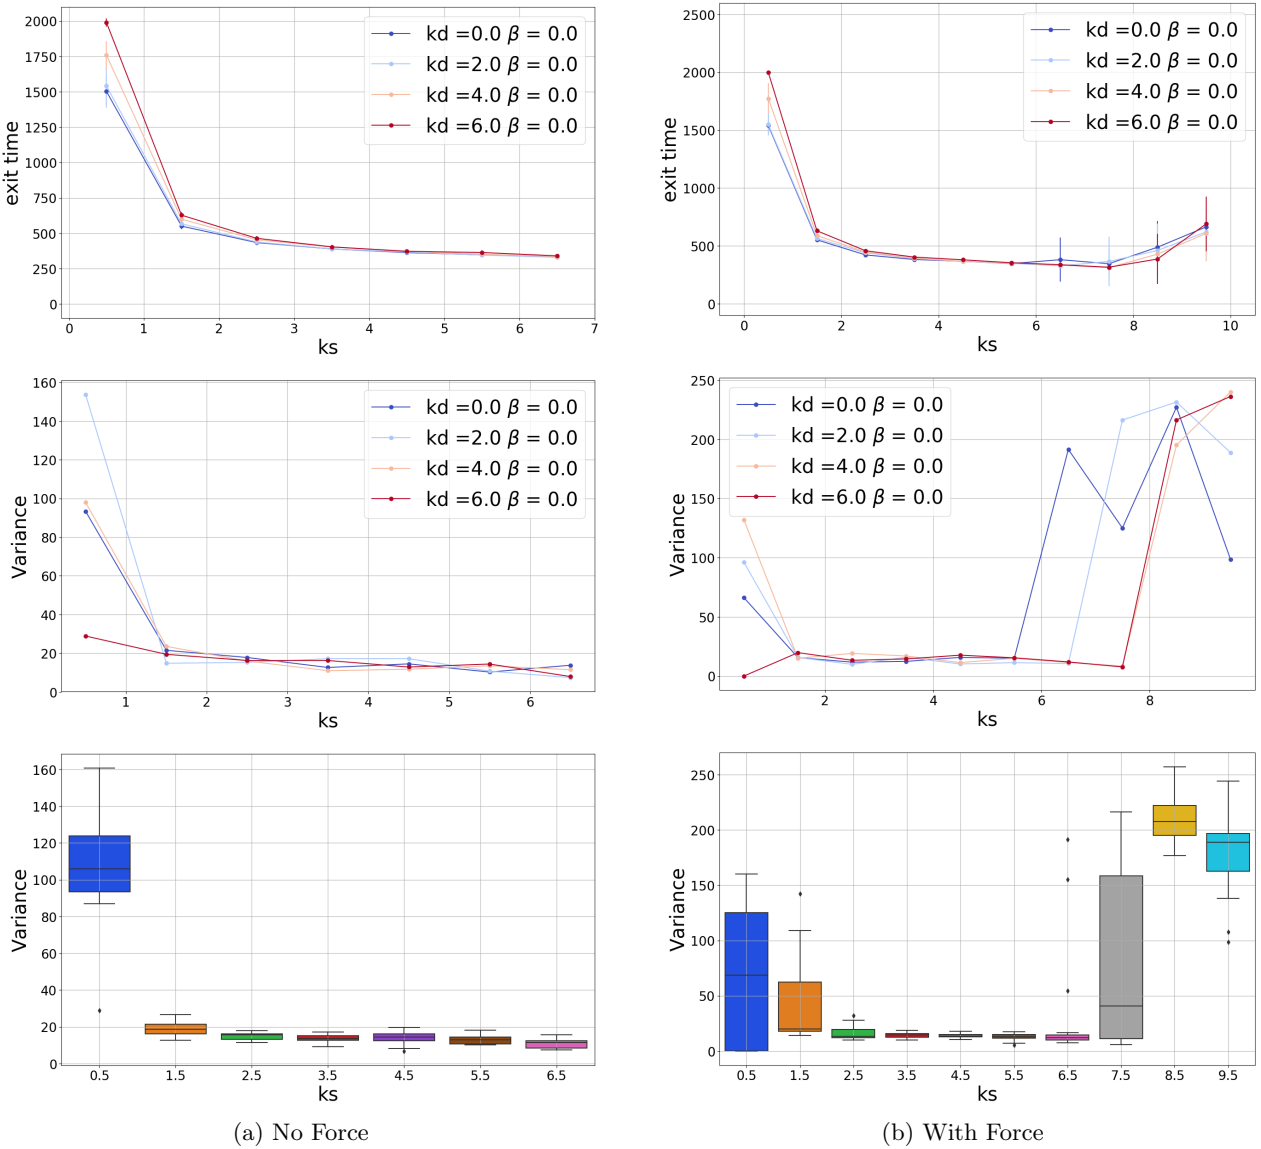 2000
1750
1500
1250
1000
750
500
250
0
exit time
0 1 2 3 4 5 6 7
ks
kd =0.0 β = 0.0
kd =2.0 β = 0.0
kd =4.0 β = 0.0
kd =6.0 β = 0.0
2500
2000
1500
1000
500
0
exit time
0 2 4 6 8 10
ks
kd =0.0 β = 0.0
kd =2.0 β = 0.0
kd =4.0 β = 0.0
kd =6.0 β = 0.0
160
140
120
100
80
60
40
20
0
Variance
1 2 3 4 5 6
ks
kd =0.0 β = 0.0
kd =2.0 β = 0.0
kd =4.0 β = 0.0
kd =6.0 β = 0.0
250
200
150
100
50
0
Variance
2 4 6 8
ks
kd =0.0 β = 0.0
kd =2.0 β = 0.0
kd =4.0 β = 0.0
kd =6.0 β = 0.0
160
140
120
100
80
60
40
20
0
Variance
0.5 1.5 2.5 3.5 4.5 5.5 6.5
ks
250
200
150
100
50
0
Variance
0.5 1.5 2.5 3.5 4.5 5.5 6.5 7.5 8.5 9.5
ks
(a) No Force
(b) With Force